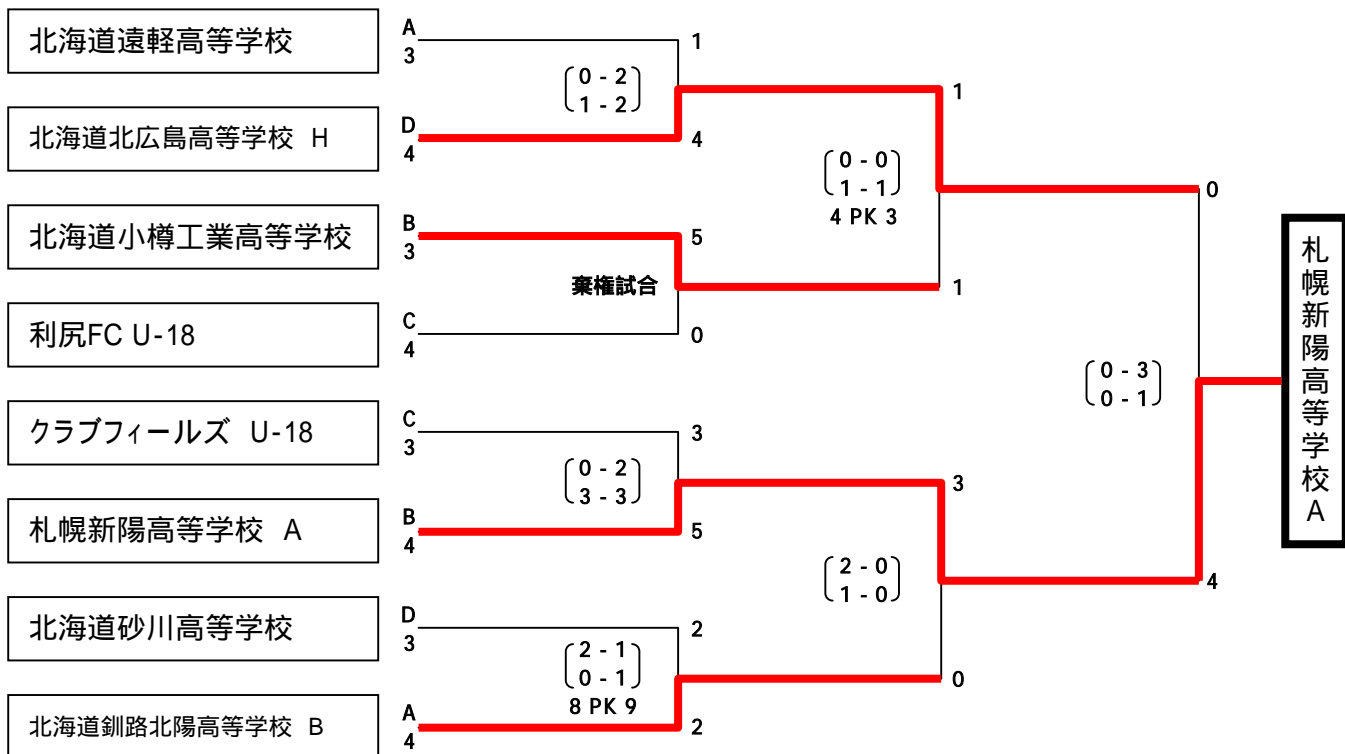 北海道遠軽高等学校
A
3
1
0 - 2
1 - 2
1
北海道北広島高等学校 H
D
4
4
0 - 0
1 - 1
4 PK 3
0
北海道小樽工業高等学校
B
3
5
棄権試合
1
利尻FC U-18
C
4
0
0 - 3
0 - 1
札幌新陽高等学校A
クラブフィールズ U-18
C
3
3
0 - 2
3 - 3
3
札幌新陽高等学校 A
B
4
5
2 - 0
1 - 0
4
北海道砂川高等学校
D
3
2
2 - 1
0 - 1
8 PK 9
0
北海道釧路北陽高等学校 B
A
4
2